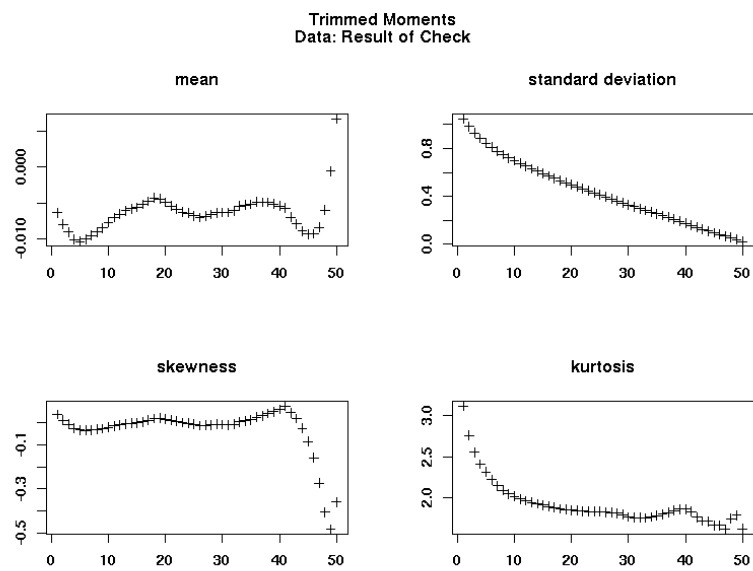 Trimmed Moments
Data: Result of Check
mean
0.000
-0.010
0 10 20 30 40 50
standard deviation
0.8
0.4
0.0
0 10 20 30 40 50
skewness
-0.1
-0.3
-0.5
0 10 20 30 40 50
kurtosis
3.0
2.5
2.0
0 10 20 30 40 50